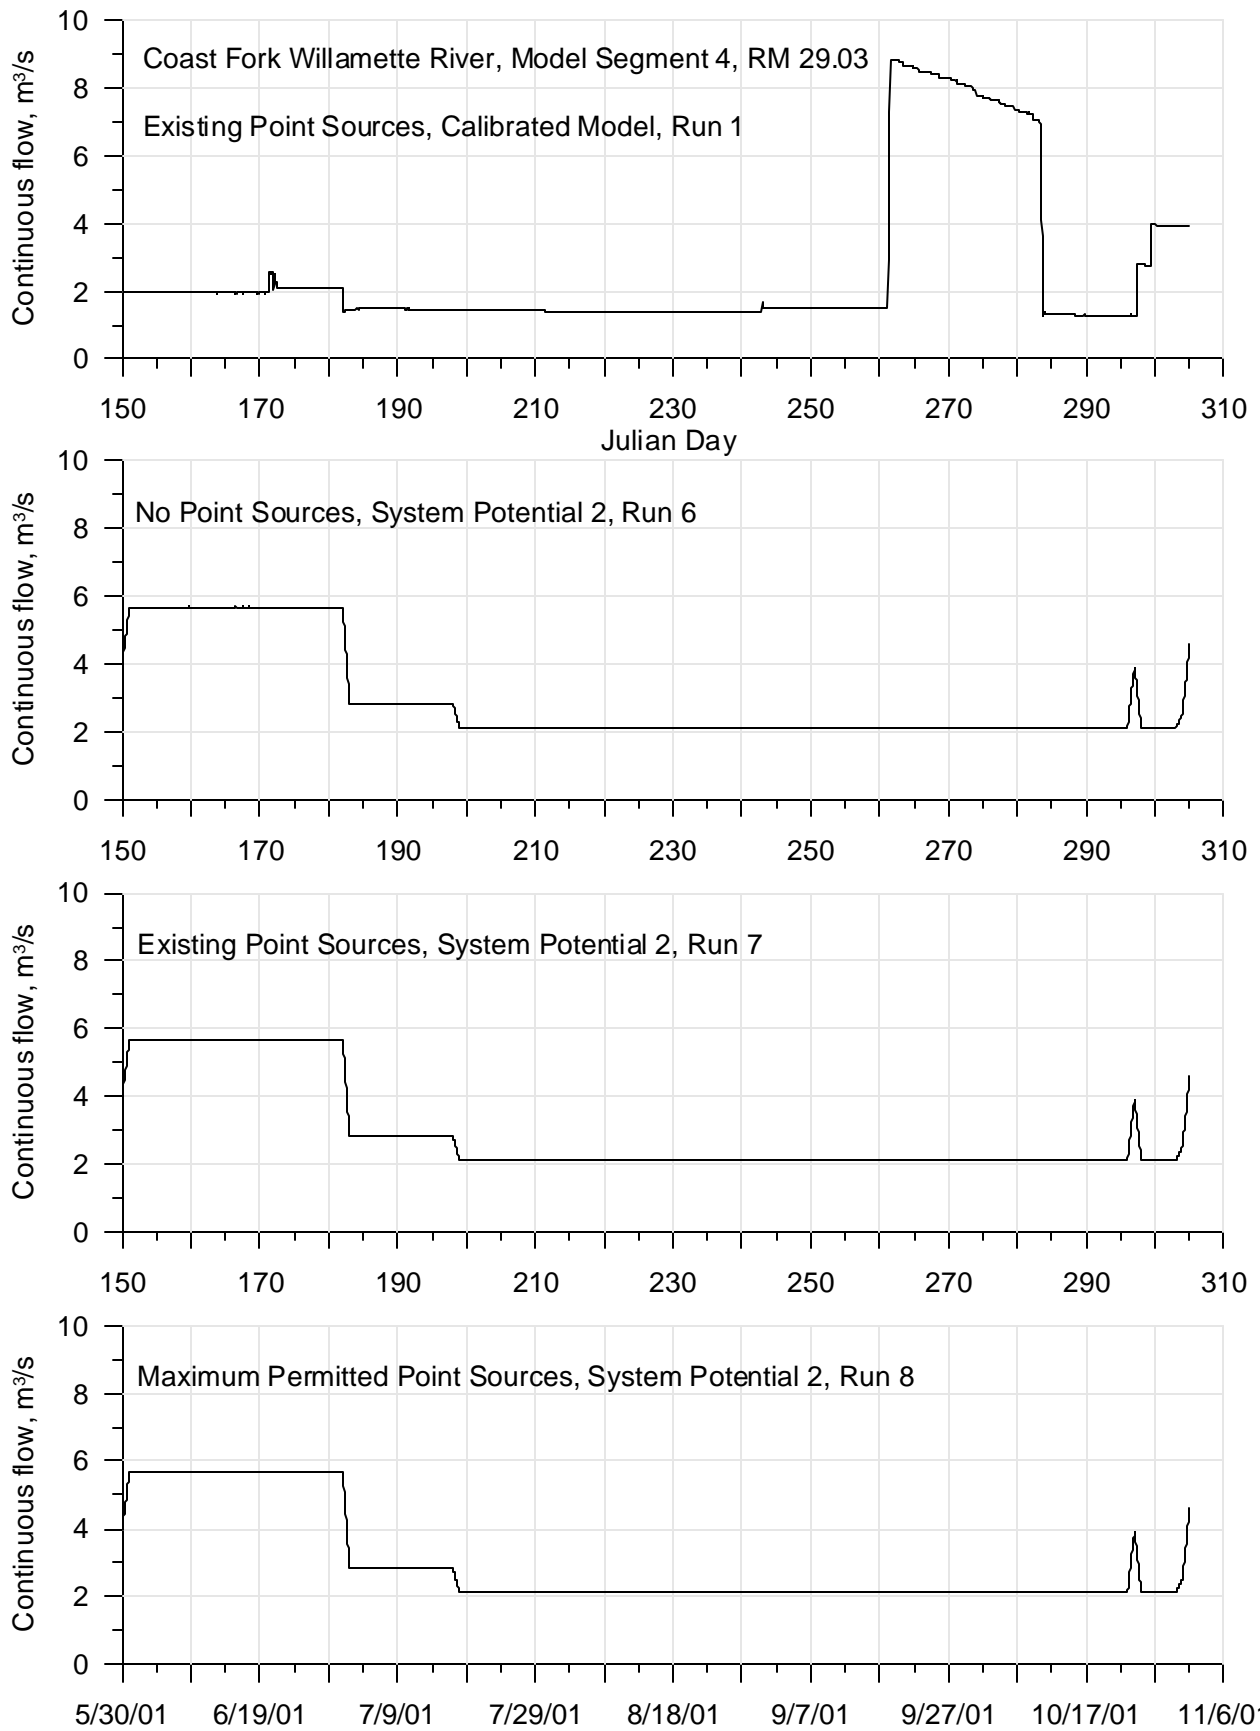 Continuous flow, m³/s
10
8
6
4
2
0
Coast Fork Willamette River, Model Segment 4, RM 29.03
Existing Point Sources, Calibrated Model, Run 1
150 170 190 210 230 250 270 290 310
Julian Day
Continuous flow, m³/s
10
8
6
4
2
0
No Point Sources, System Potential 2, Run 6
150 170 190 210 230 250 270 290 310
Continuous flow, m³/s
10
8
6
4
2
0
Existing Point Sources, System Potential 2, Run 7
150 170 190 210 230 250 270 290 310
Continuous flow, m³/s
10
8
6
4
2
0
Maximum Permitted Point Sources, System Potential 2, Run 8
5/30/01 6/19/01 7/9/01 7/29/01 8/18/01 9/7/01 9/27/01 10/17/01 11/6/0